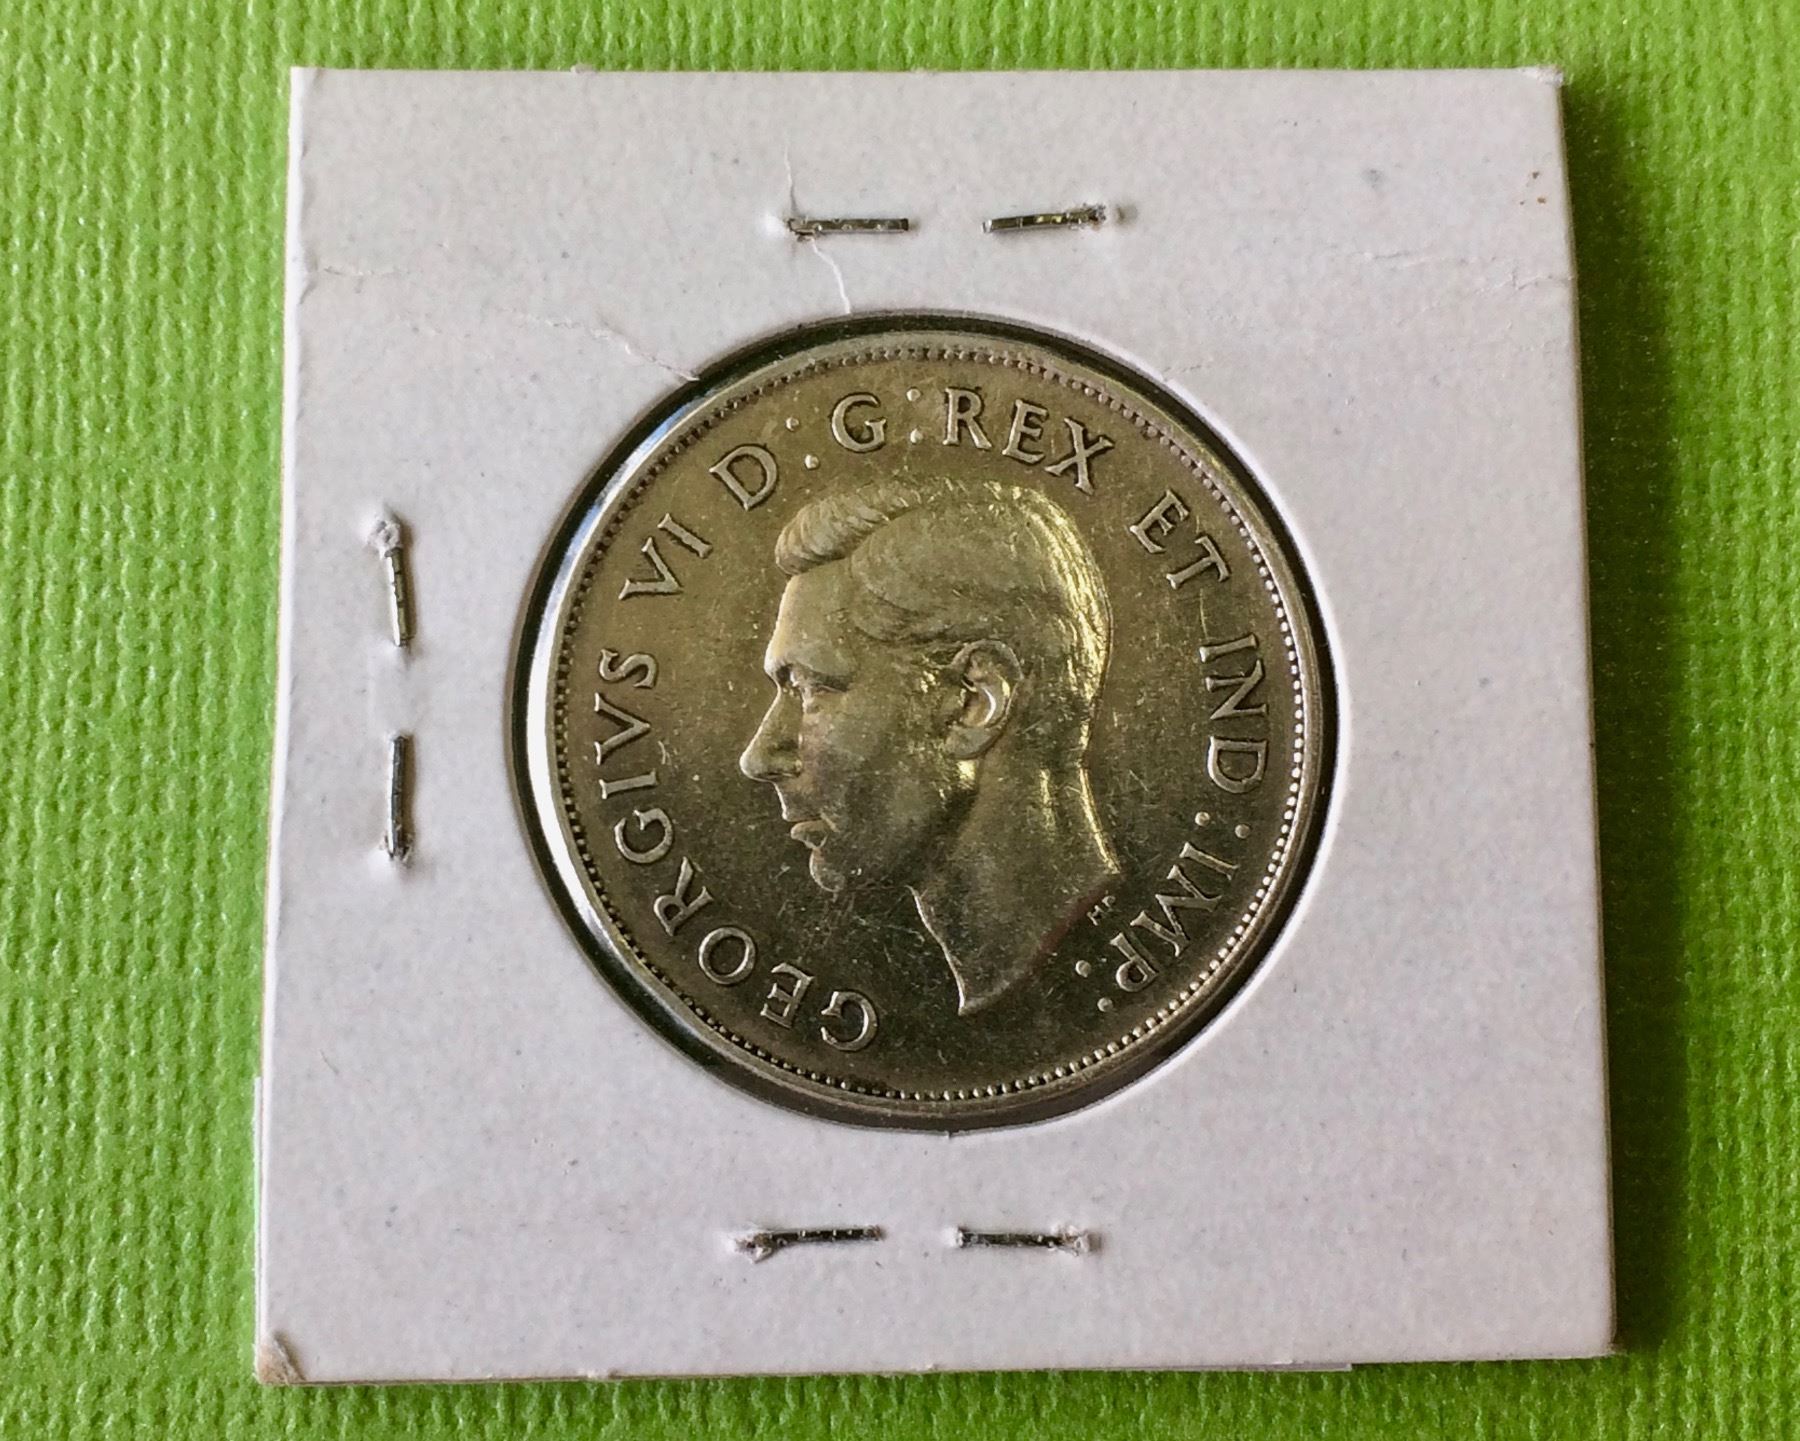 GEORGIVS VI D:G:REX ET IND:IMP:
HP